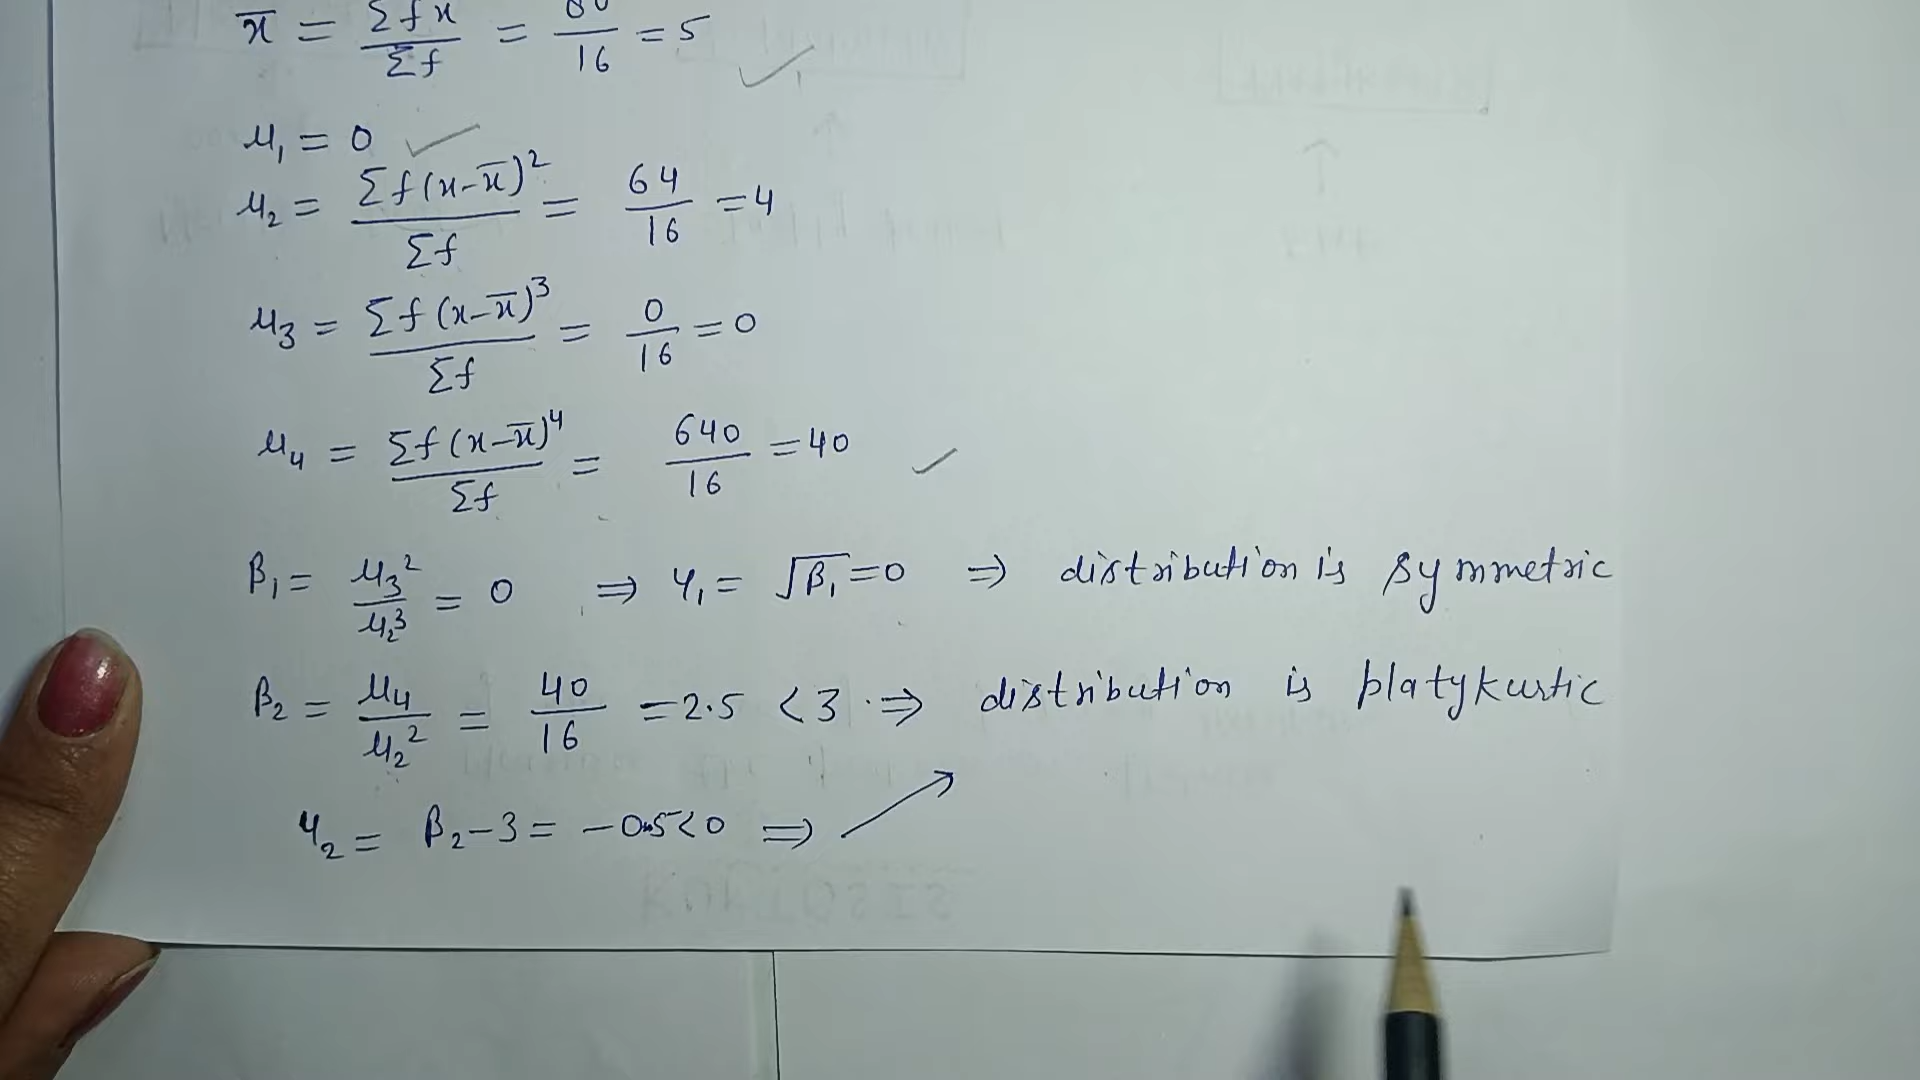 x̄ = Σfx/Σf = 80/16 = 5
μ₁ = 0
μ₂ = Σf(x-x̄)²/Σf = 64/16 = 4
μ₃ = Σf(x-x̄)³/Σf = 0/16 = 0
μ₄ = Σf(x-x̄)⁴/Σf = 640/16 = 40
β₁ = μ₃²/μ₂³ = 0 ⇒ γ₁ = √β₁ = 0 ⇒ distribution is symmetric
β₂ = μ₄/μ₂² = 40/16 = 2.5 < 3 ⇒ distribution is platykurtic
γ₂ = β₂-3 = -0.5 < 0 ⇒
KURTOSIS